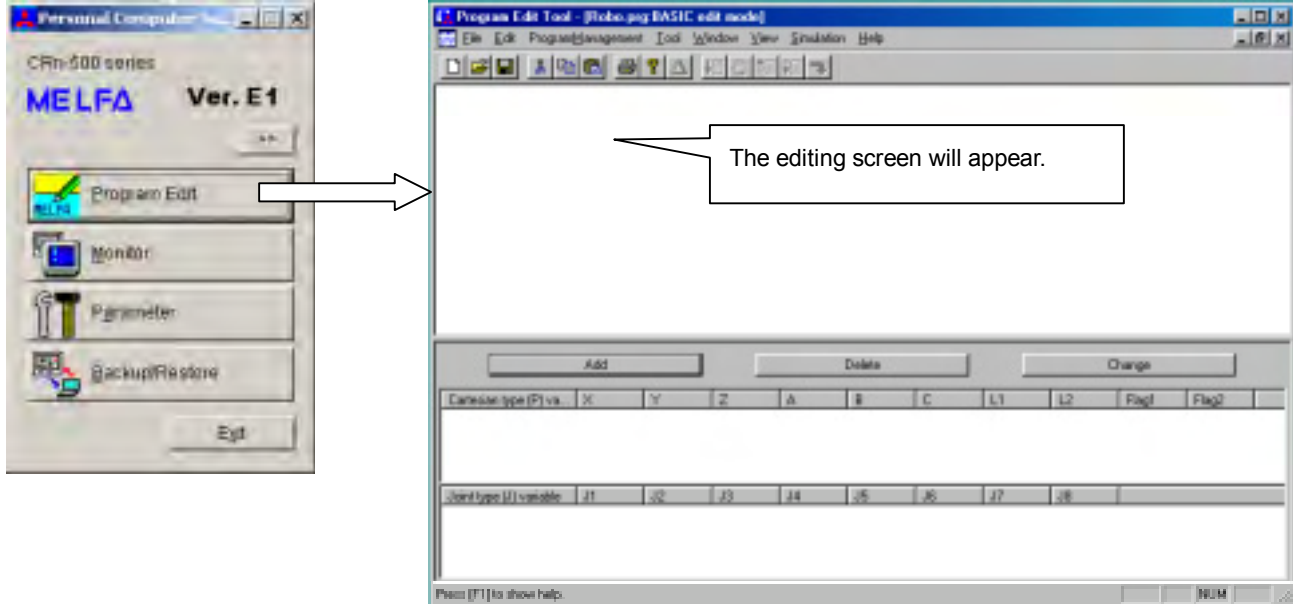 Personal Computer
CRn-500 series
MELFA Ver. E1
>>
Program Edit
MELFA
Monitor
Parameter
Backup/Restore
Exit
Program Edit Tool - [Robo.prg BASIC edit mode]
File Edit ProgramManagement Tool Window View Simulation Help
The editing screen will appear.
Add Delete Change
Cartesian type (P) va... X Y Z A B C L1 L2 Flag1 Flag2
Joint type (J) variable J1 J2 J3 J4 J5 J6 J7 J8
Press [F1] to show help. NUM